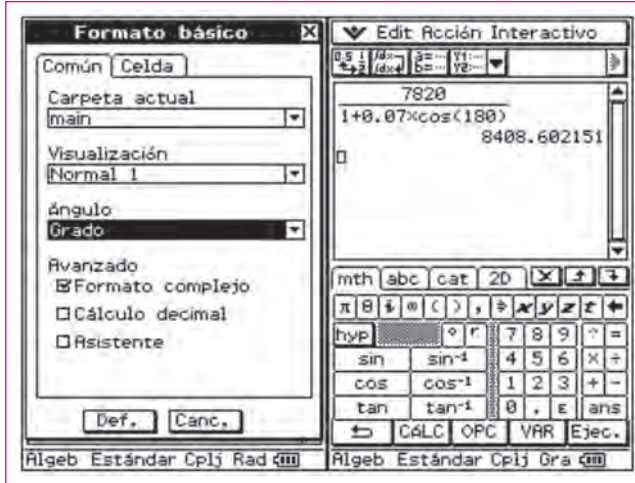 Formato básico
Común Celda
Carpeta actual
main
Visualización
Normal 1
Ángulo
Grado
Avanzado
Formato complejo
Cálculo decimal
Asistente
Def. Canc.
Algeb Estándar Cplj Rad
Edit Acción Interactivo
7820
1+0.07×cos(180)
8408.602151
mth abc cat 2D
π θ i ∞ ( ) , ⇒ x y z t ←
hyp ° r 7 8 9 ^ =
sin sin-1 4 5 6 × ÷
cos cos-1 1 2 3 + -
tan tan-1 0 . E ans
CALC OPC VAR Ejec.
Algeb Estándar Cplj Gra